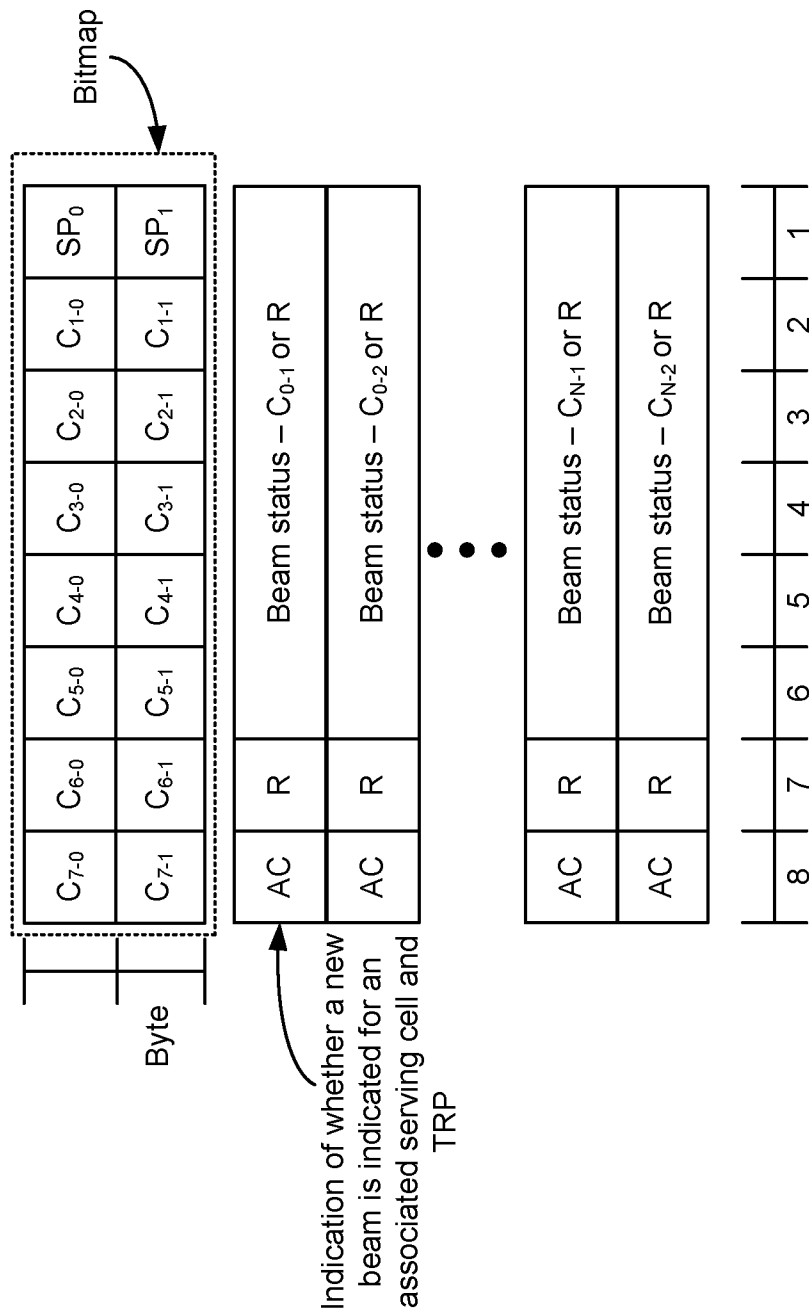 Bitmap
C7-0 C6-0 C5-0 C4-0 C3-0 C2-0 C1-0 SP0
Byte C7-1 C6-1 C5-1 C4-1 C3-1 C2-1 C1-1 SP1
AC R Beam status – C0-1 or R
AC R Beam status – C0-2 or R
Indication of whether a new
beam is indicated for an
associated serving cell and
TRP
AC R Beam status – CN-1 or R
AC R Beam status – CN-2 or R
8 7 6 5 4 3 2 1